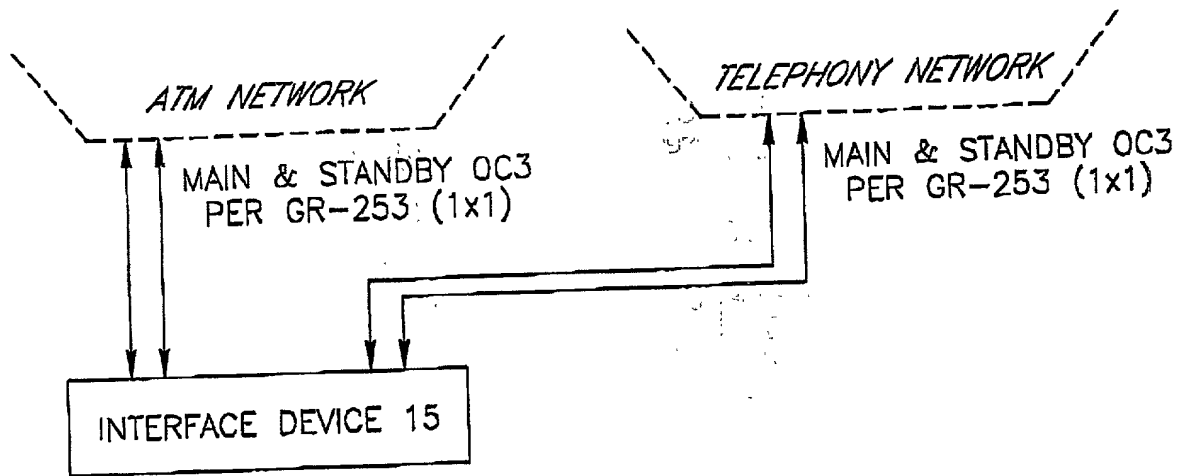 ATM NETWORK
TELEPHONY NETWORK
MAIN & STANDBY OC3
PER GR-253 (1x1)
MAIN & STANDBY OC3
PER GR-253 (1x1)
INTERFACE DEVICE 15